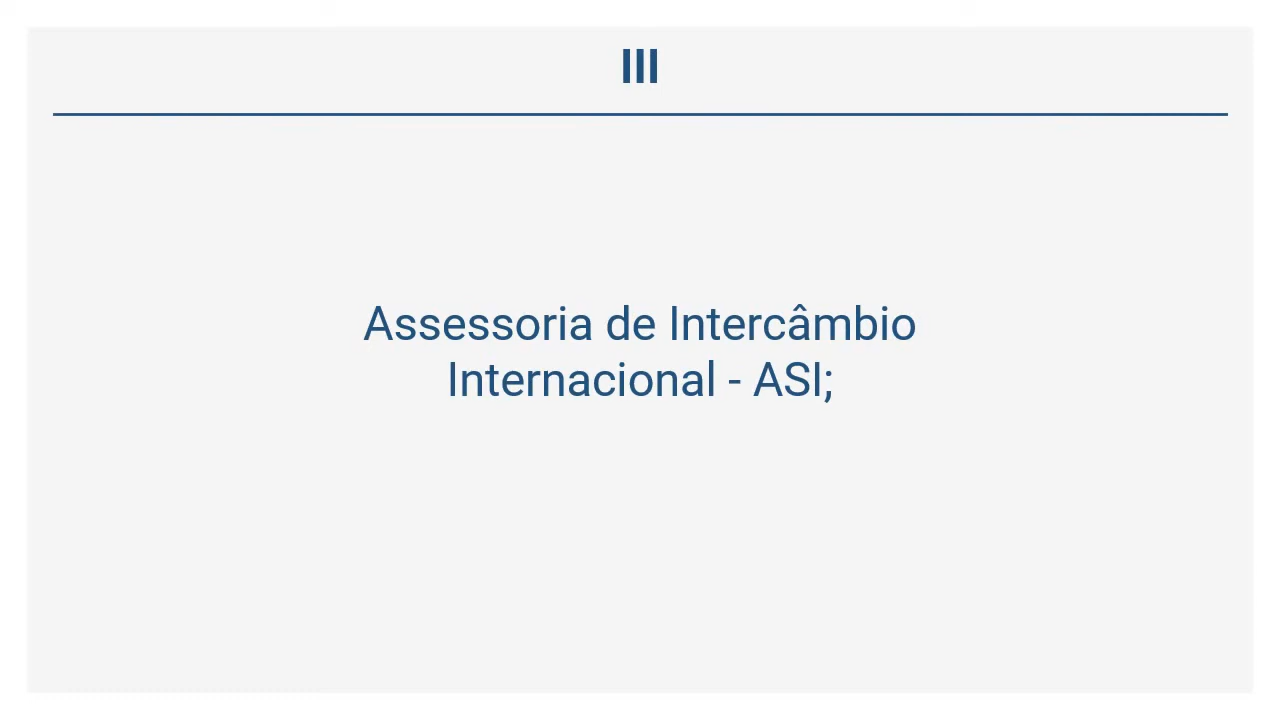 III
Assessoria de Intercâmbio
Internacional - ASI;